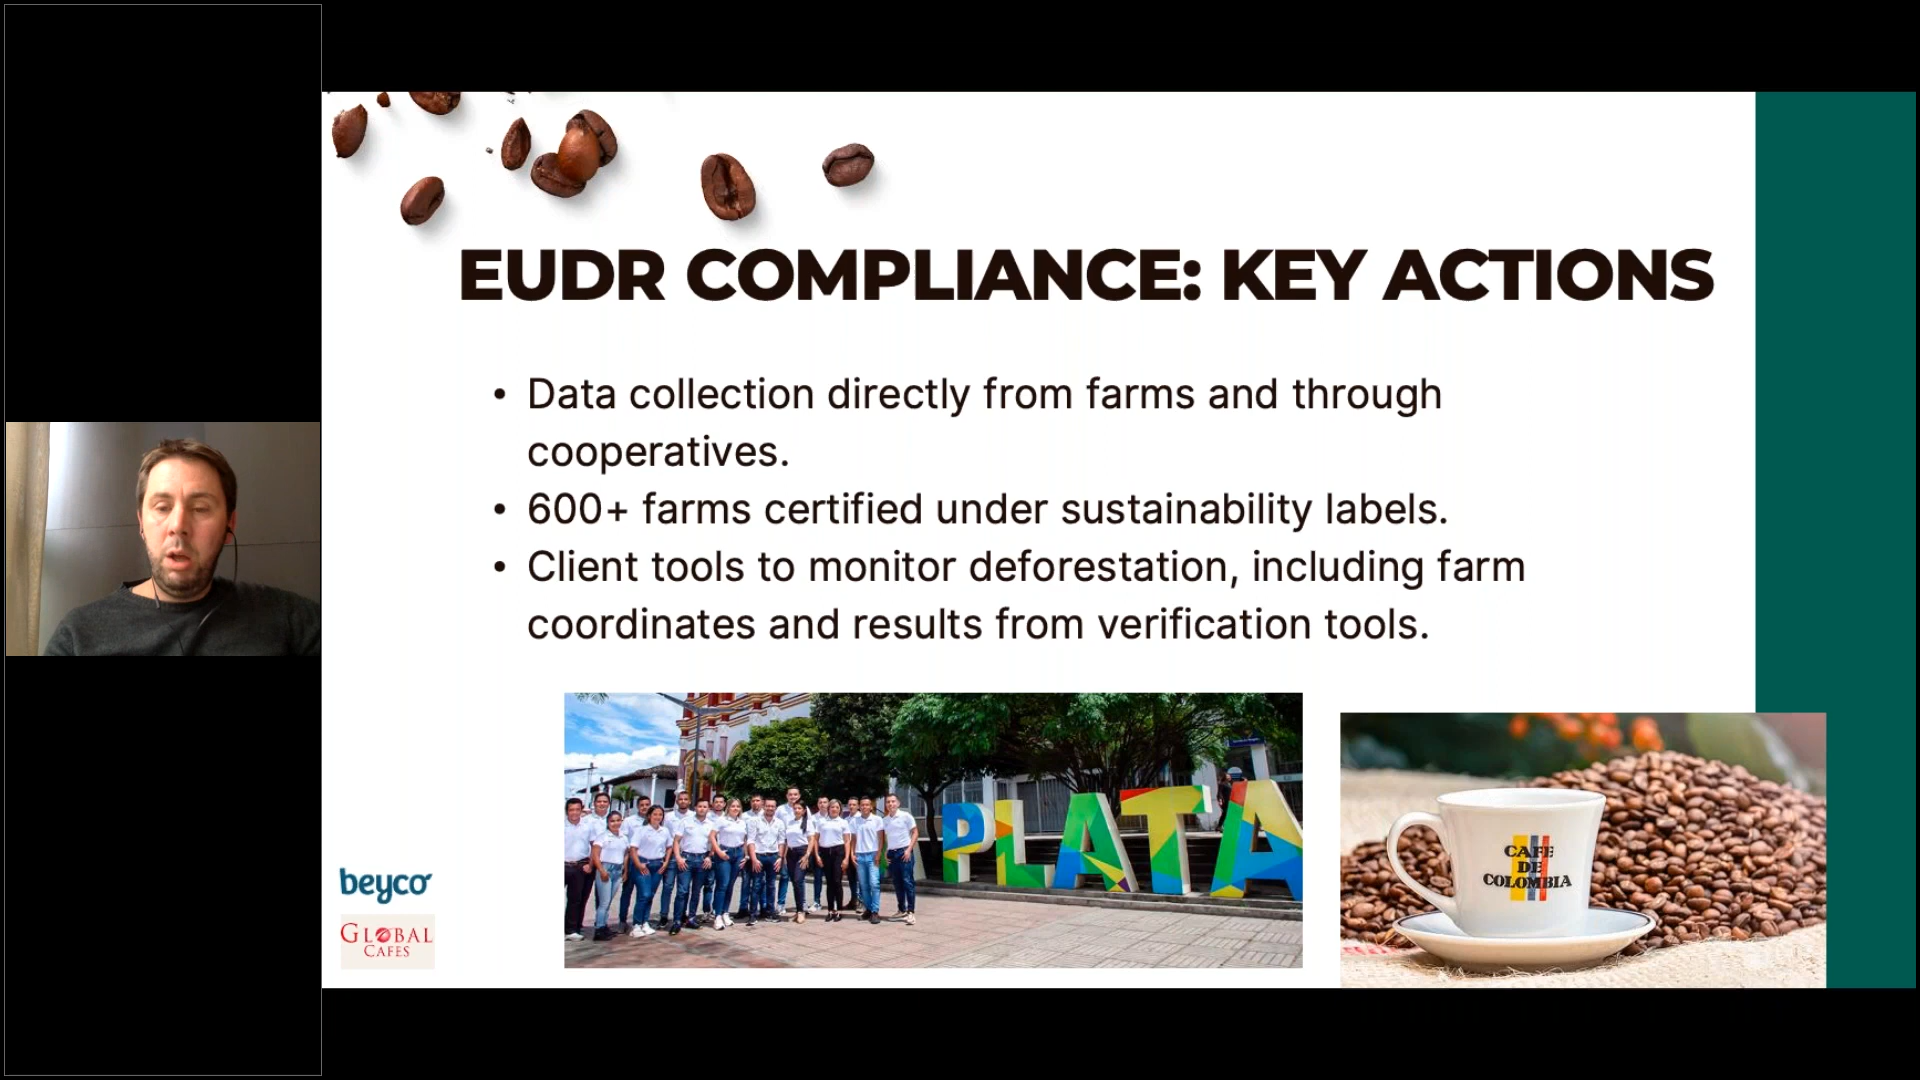 EUDR COMPLIANCE: KEY ACTIONS
• Data collection directly from farms and through
cooperatives.
• 600+ farms certified under sustainability labels.
• Client tools to monitor deforestation, including farm
coordinates and results from verification tools.
PLATA
CAFE
DE
COLOMBIA
beyco
GLOBAL
CAFES